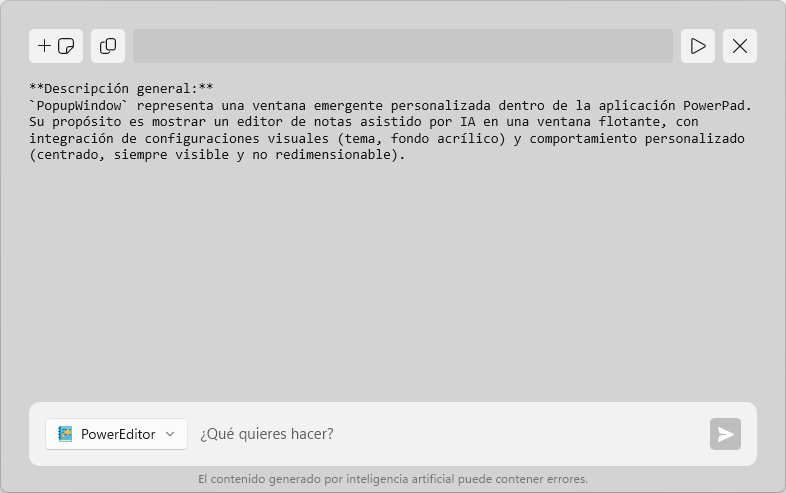 **Descripción general:**
`PopupWindow` representa una ventana emergente personalizada dentro de la aplicación PowerPad.
Su propósito es mostrar un editor de notas asistido por IA en una ventana flotante, con
integración de configuraciones visuales (tema, fondo acrílico) y comportamiento personalizado
(centrado, siempre visible y no redimensionable).
PowerEditor ¿Qué quieres hacer?
El contenido generado por inteligencia artificial puede contener errores.